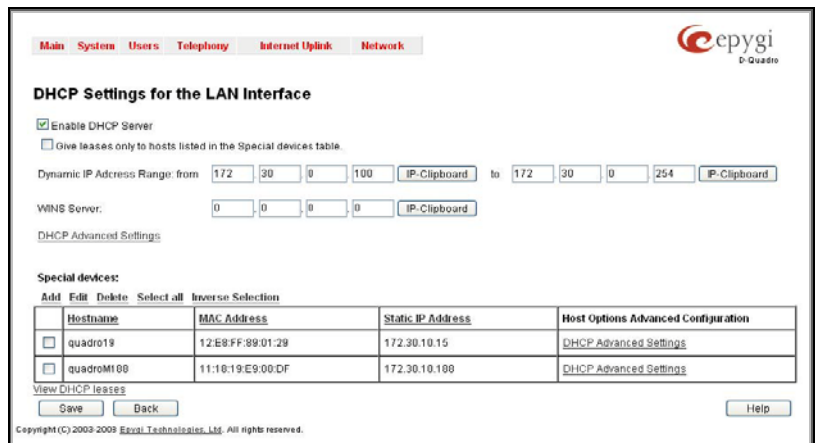 Main System Users Telephony Internet Uplink Network
epygi
D-Quadro
DHCP Settings for the LAN Interface
Enable DHCP Server
Give leases only to hosts listed in the Special devices table.
Dynamic IP Address Range: from 172 . 30 . 0 . 100 IP-Clipboard to 172 . 30 . 0 . 254 IP-Clipboard
WINS Server: 0 . 0 . 0 . 0 IP-Clipboard
DHCP Advanced Settings
Special devices:
Add Edit Delete Select all Inverse Selection
Hostname MAC Address Static IP Address Host Options Advanced Configuration
quadro19 12:E8:FF:89:01:29 172.30.10.15 DHCP Advanced Settings
quadroM188 11:18:19:E9:00:DF 172.30.10.188 DHCP Advanced Settings
View DHCP leases
Save Back Help
Copyright (C) 2003-2009 Epygi Technologies, Ltd. All rights reserved.